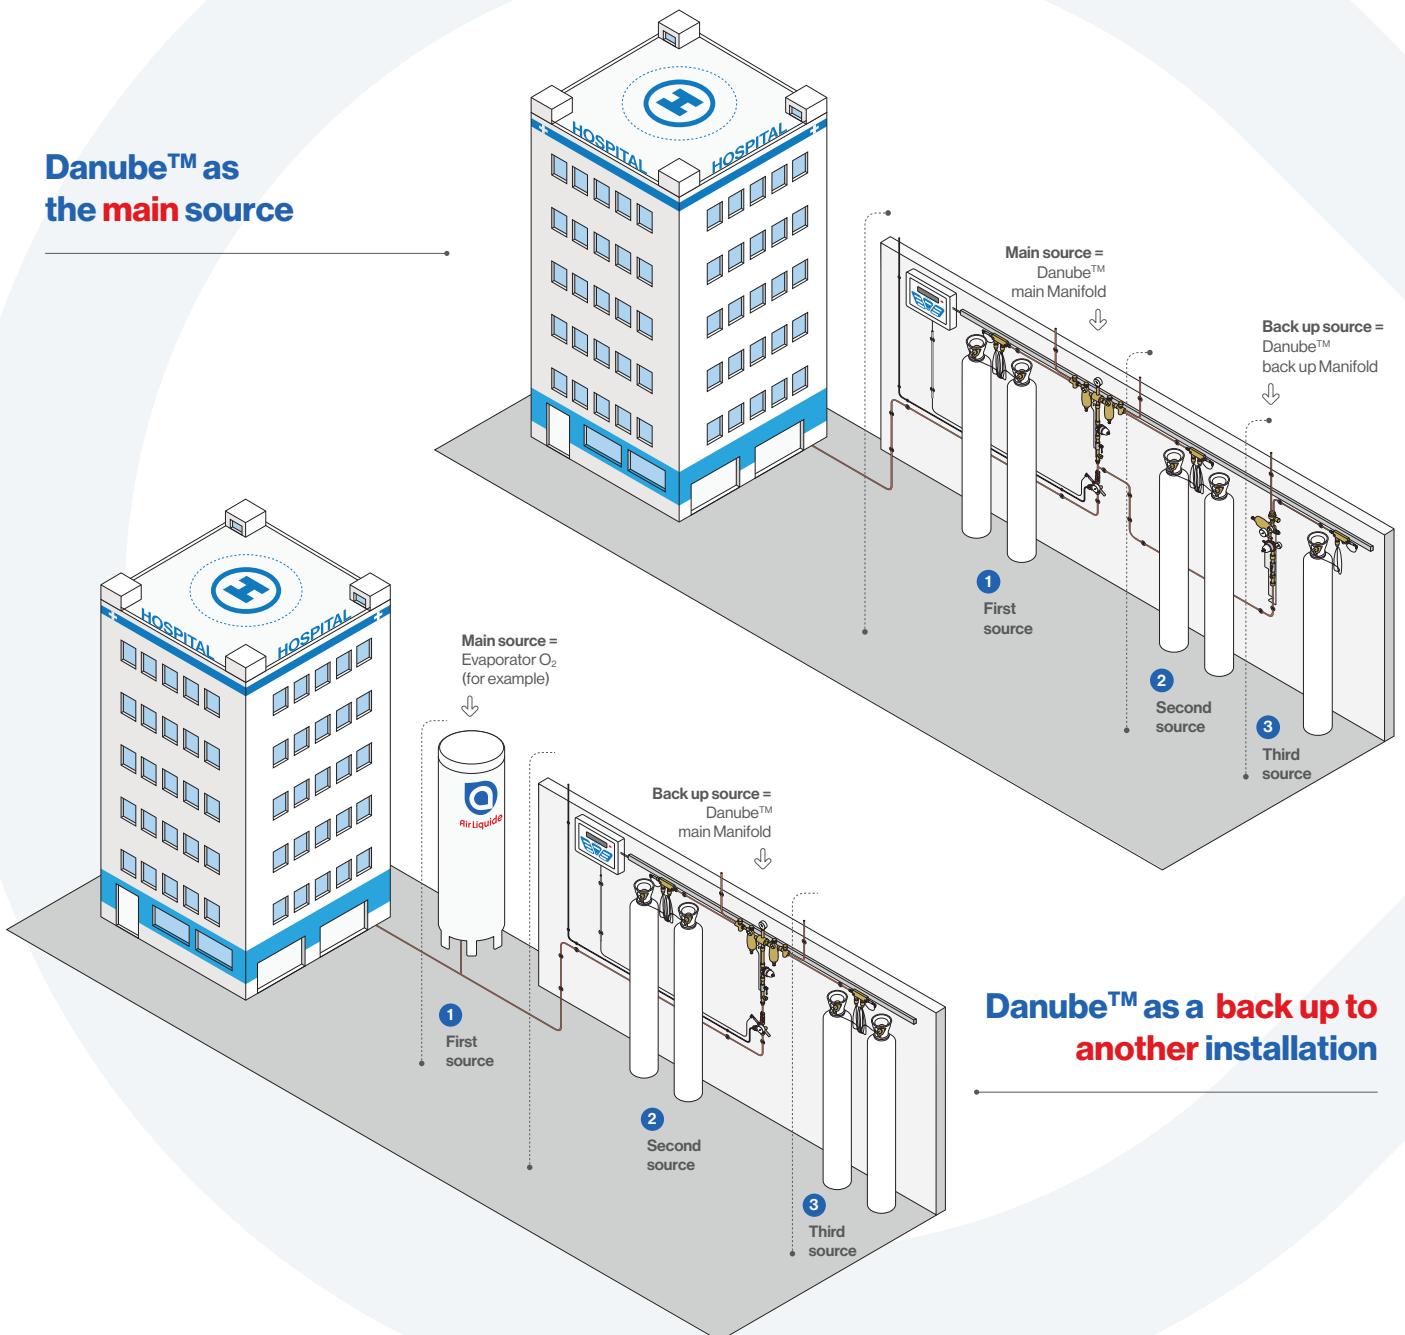 Danube™ as
the main source
HOSPITAL
HOSPITAL
H
Main source =
Danube™
main Manifold
Back up source =
Danube™
back up Manifold
1
First
source
2
Second
source
3
Third
source
HOSPITAL
HOSPITAL
H
Main source =
Evaporator O₂
(for example)
Air Liquide
Back up source =
Danube™
main Manifold
1
First
source
2
Second
source
3
Third
source
Danube™ as a back up to
another installation